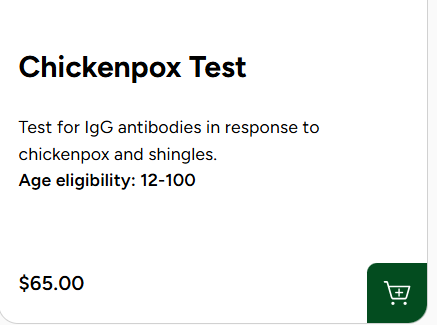 Chickenpox Test
Test for IgG antibodies in response to
chickenpox and shingles.
Age eligibility: 12-100
$65.00